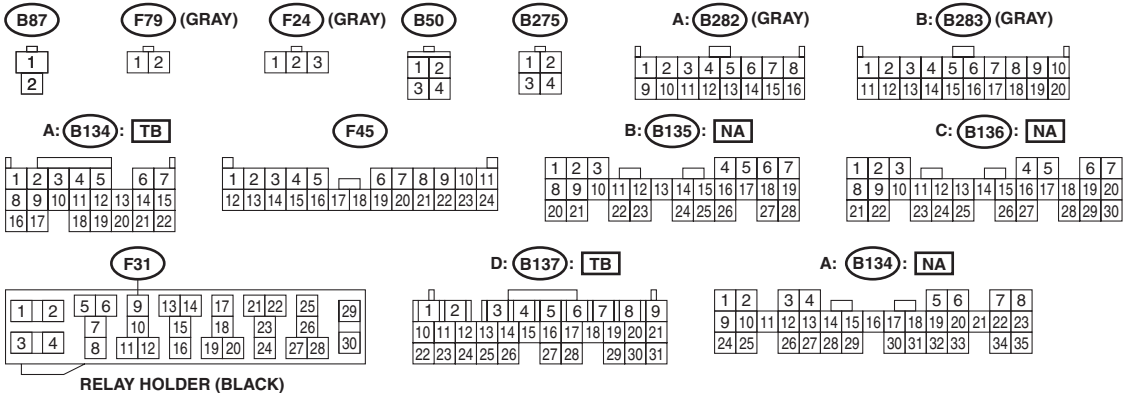 B87 F79 (GRAY) F24 (GRAY) B50 B275 A: B282 (GRAY) B: B283 (GRAY)
1 1 2 1 2 3 1 2 1 2 1 2 3 4 5 6 7 8 1 2 3 4 5 6 7 8 9 10
2 3 4 3 4 9 10 11 12 13 14 15 16 11 12 13 14 15 16 17 18 19 20
A: B134 : TB F45 B: B135 : NA C: B136 : NA
1 2 3 4 5 6 7 1 2 3 4 5 6 7 8 9 10 11 1 2 3 4 5 6 7 1 2 3 4 5 6 7
8 9 10 11 12 13 14 15 12 13 14 15 16 17 18 19 20 21 22 23 24 8 9 10 11 12 13 14 15 16 17 18 19 8 9 10 11 12 13 14 15 16 17 18 19 20
16 17 18 19 20 21 22 20 21 22 23 24 25 26 27 28 21 22 23 24 25 26 27 28 29 30
F31 D: B137 : TB A: B134 : NA
1 2 5 6 9 13 14 17 21 22 25 29 1 2 3 4 5 6 7 8 9 1 2 3 4 5 6 7 8
7 10 15 18 23 26 10 11 12 13 14 15 16 17 18 19 20 21 9 10 11 12 13 14 15 16 17 18 19 20 21 22 23
3 4 8 11 12 16 19 20 24 27 28 30 22 23 24 25 26 27 28 29 30 31 24 25 26 27 28 29 30 31 32 33 34 35
RELAY HOLDER (BLACK)